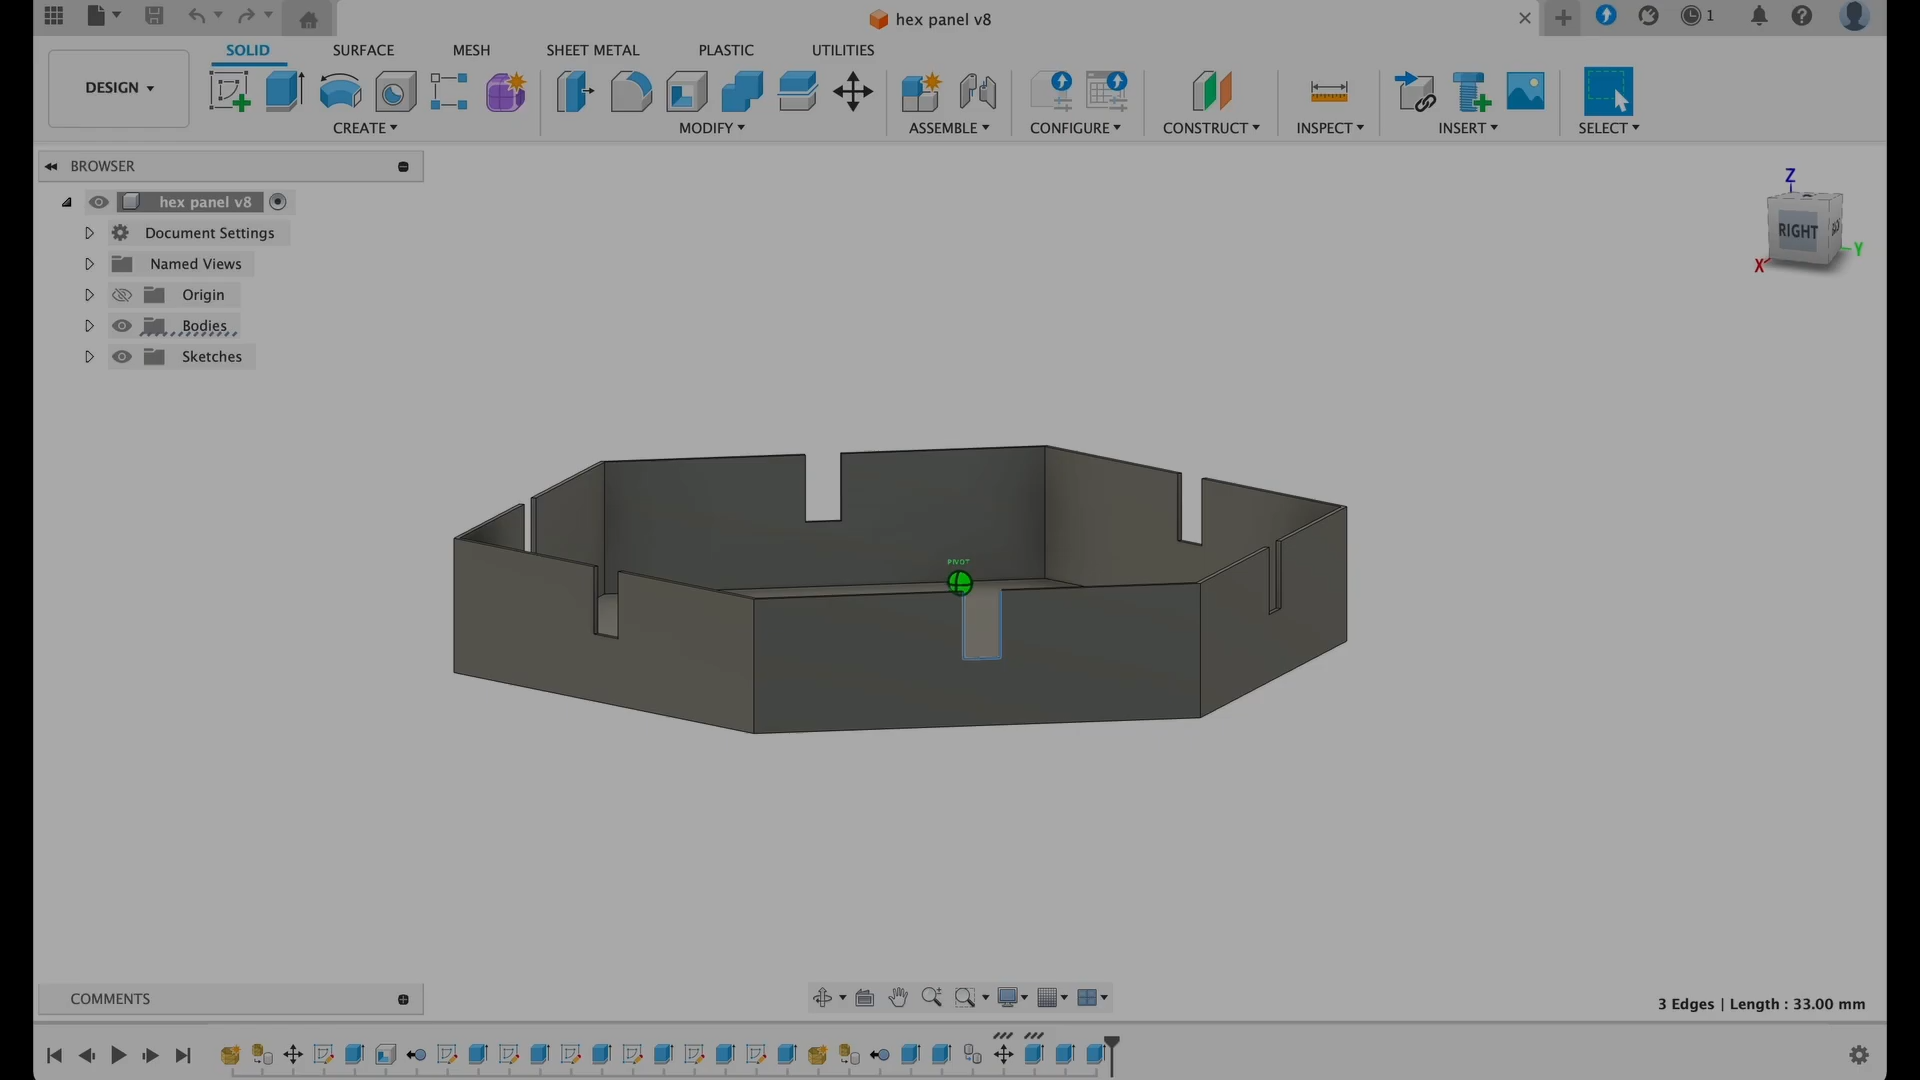 hex panel v8
1
SOLID
SURFACE
MESH
SHEET METAL
PLASTIC
UTILITIES
DESIGN
CREATE
MODIFY
ASSEMBLE
CONFIGURE
CONSTRUCT
INSPECT
INSERT
SELECT
BROWSER
hex panel v8
Document Settings
Named Views
Origin
Bodies
Sketches
Z
RIGHT
Y
X
PIVOT
COMMENTS
3 Edges | Length : 33.00 mm